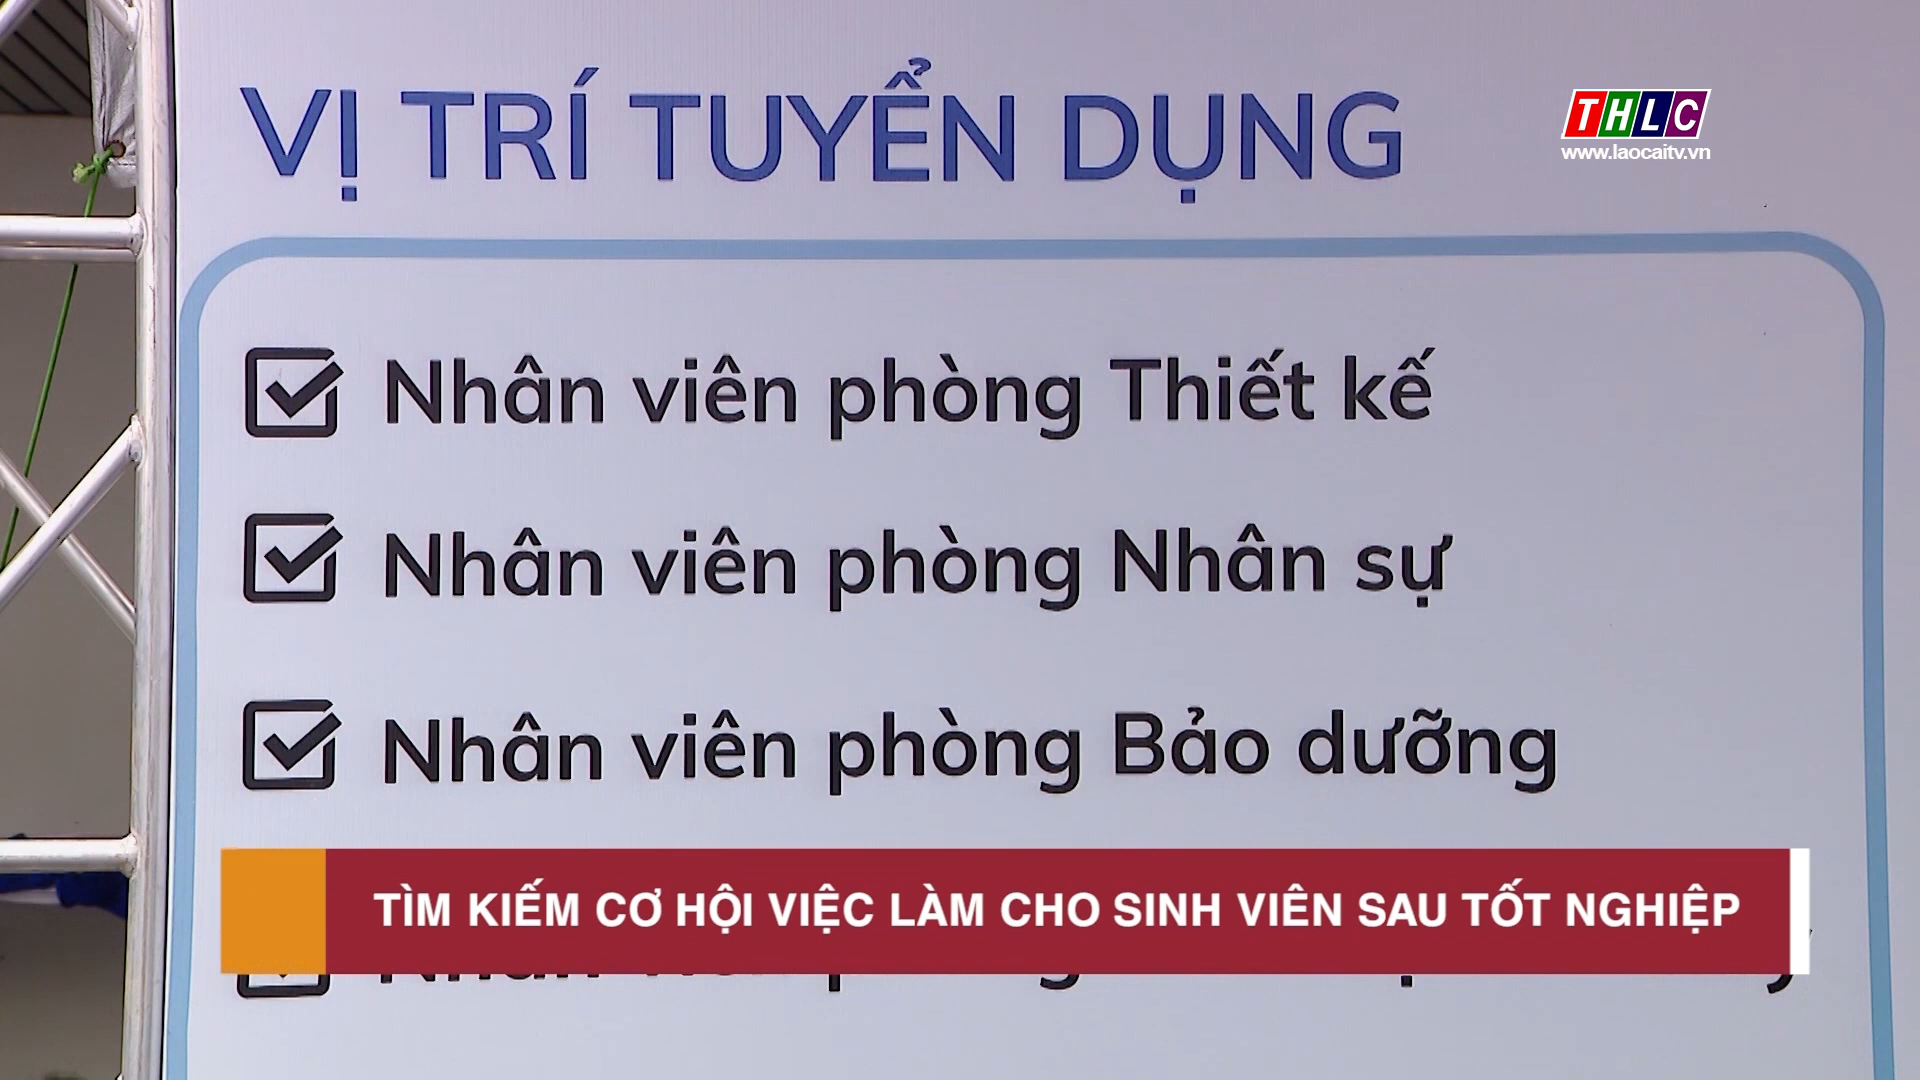 VỊ TRÍ TUYỂN DỤNG
THLC
www.laocaitv.vn
Nhân viên phòng Thiết kế
Nhân viên phòng Nhân sự
Nhân viên phòng Bảo dưỡng
TÌM KIẾM CƠ HỘI VIỆC LÀM CHO SINH VIÊN SAU TỐT NGHIỆP